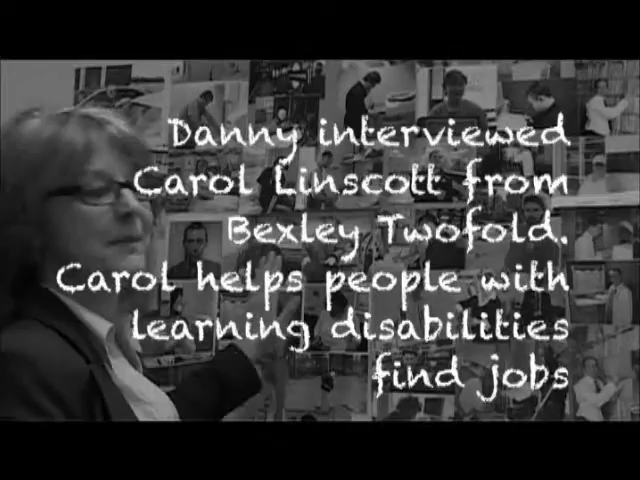 Danny interviewed
Carol Linscott from
Bexley Twofold.
Carol helps people with
learning disabilities
find jobs